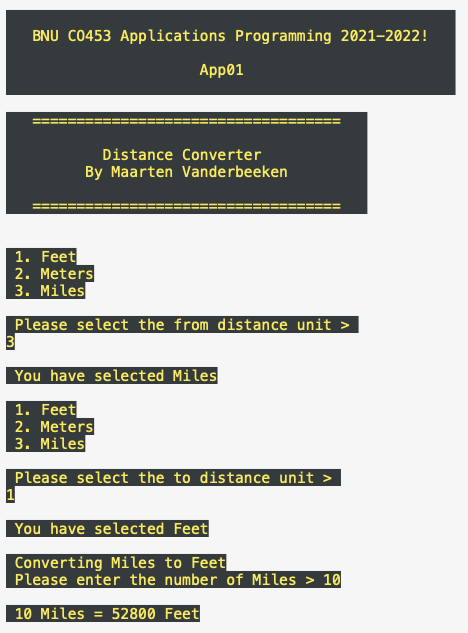 BNU CO453 Applications Programming 2021-2022!
App01
===================================
Distance Converter
By Maarten Vanderbeeken
===================================
1. Feet
2. Meters
3. Miles
Please select the from distance unit >
3
You have selected Miles
1. Feet
2. Meters
3. Miles
Please select the to distance unit >
1
You have selected Feet
Converting Miles to Feet
Please enter the number of Miles > 10
10 Miles = 52800 Feet